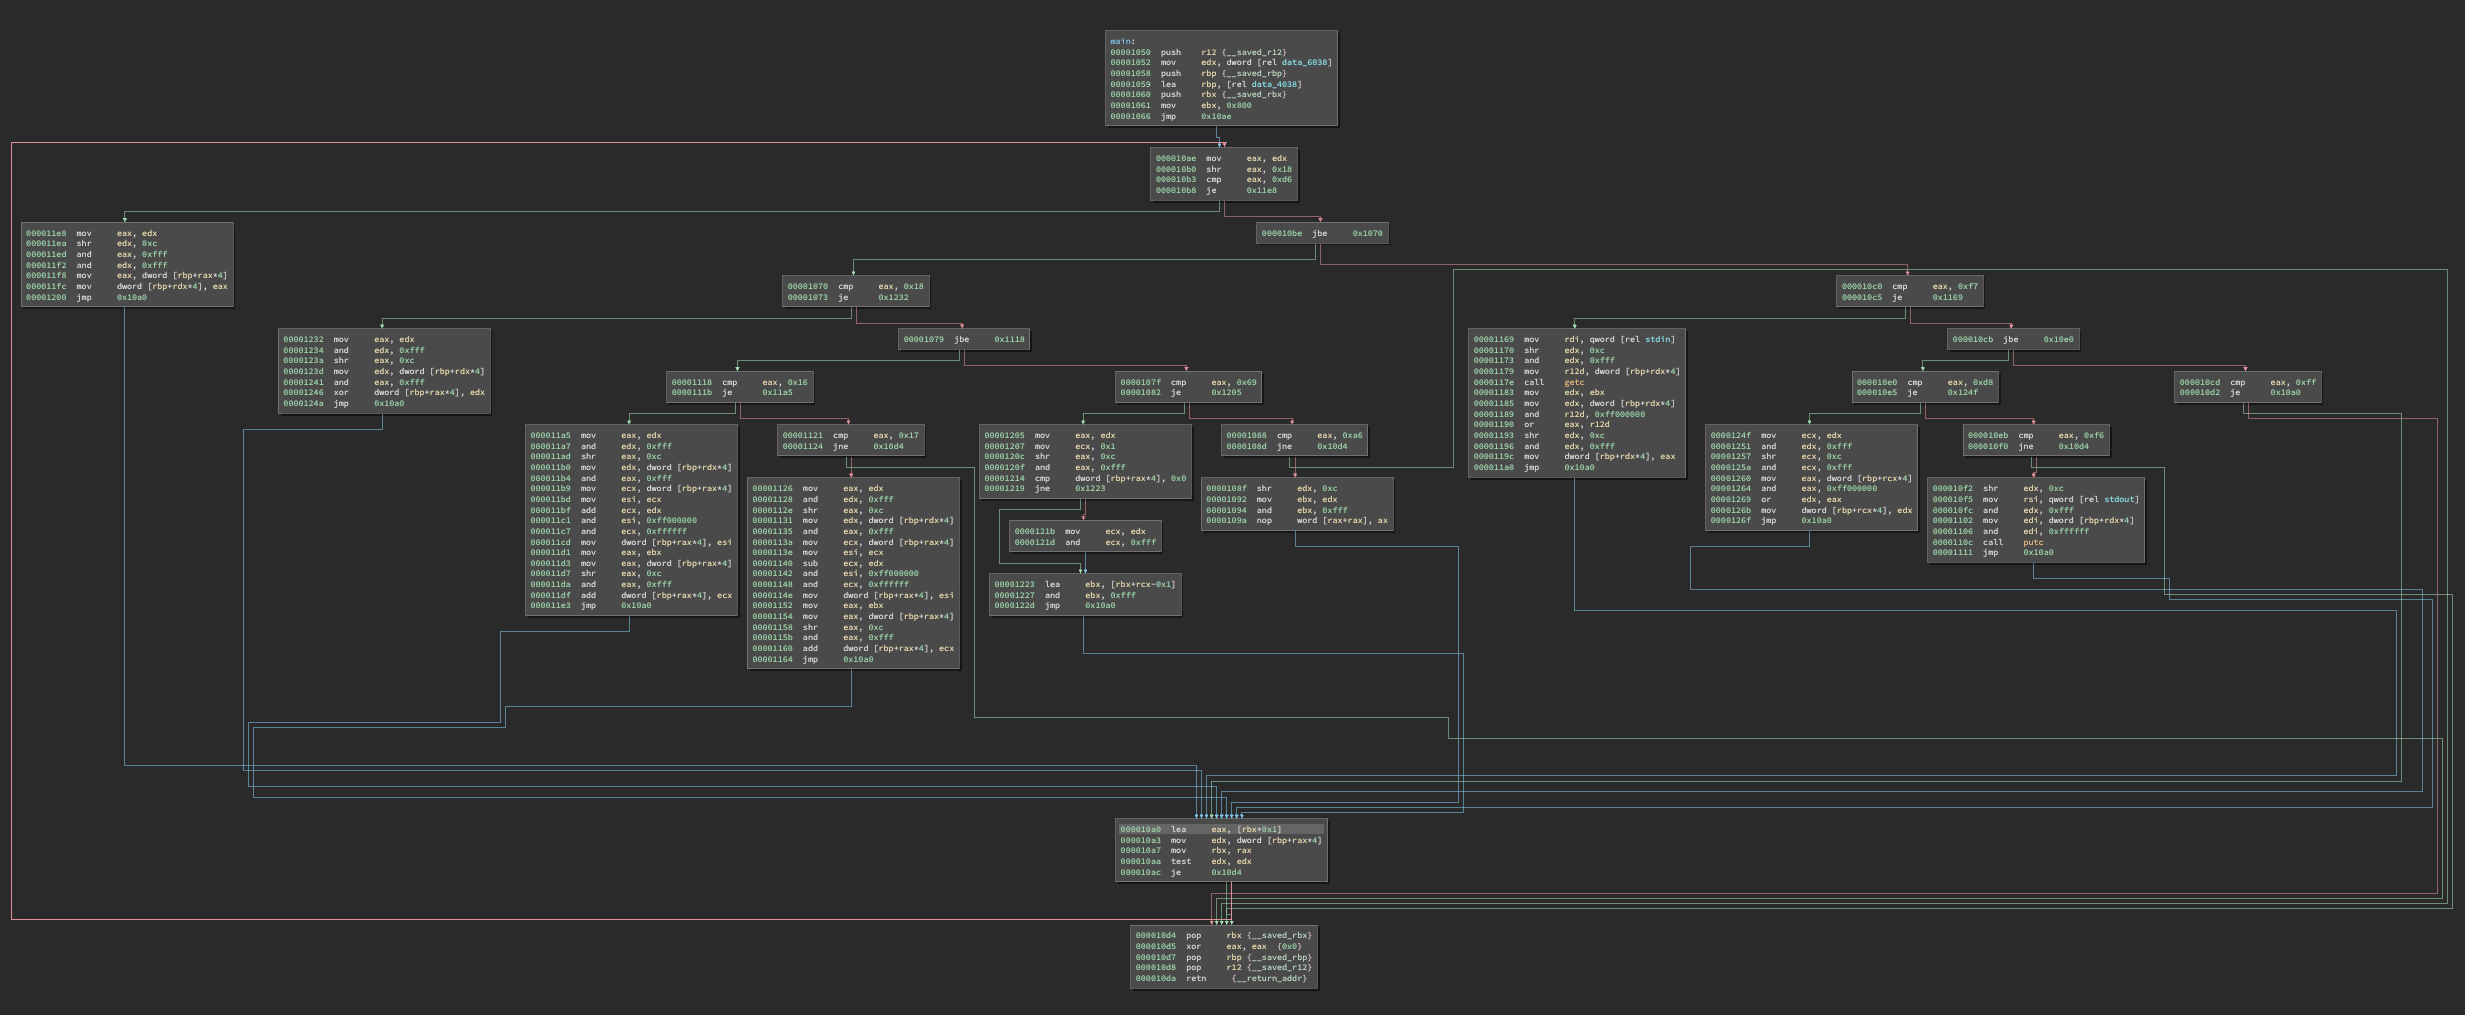 main:
00001050 push r12 {__saved_r12}
00001052 mov edx, dword [rel data_6038]
00001058 push rbp {__saved_rbp}
00001059 lea rbp, [rel data_4038]
00001060 push rbx {__saved_rbx}
00001061 mov ebx, 0x800
00001066 jmp 0x10ae
000010ae mov eax, edx
000010b0 shr eax, 0x18
000010b3 cmp eax, 0xd6
000010b8 je 0x11e8
000011e8 mov eax, edx
000011ea shr edx, 0xc
000011ed and eax, 0xfff
000011f2 and edx, 0xfff
000011f8 mov eax, dword [rbp+rax*4]
000011fc mov dword [rbp+rdx*4], eax
00001200 jmp 0x10a0
000010be jbe 0x1070
00001070 cmp eax, 0x18
00001073 je 0x1232
000010c0 cmp eax, 0xf7
000010c5 je 0x1169
00001232 mov eax, edx
00001234 and edx, 0xfff
0000123a shr eax, 0xc
0000123d mov edx, dword [rbp+rdx*4]
00001241 and eax, 0xfff
00001246 xor dword [rbp+rax*4], edx
0000124a jmp 0x10a0
00001079 jbe 0x1118
00001169 mov rdi, qword [rel stdin]
00001170 shr edx, 0xc
00001173 and edx, 0xfff
00001179 mov r12d, dword [rbp+rdx*4]
0000117e call getc
00001183 mov edx, ebx
00001185 mov edx, dword [rbp+rdx*4]
00001189 and r12d, 0xff000000
00001190 or eax, r12d
00001193 shr edx, 0xc
00001196 and edx, 0xfff
0000119c mov dword [rbp+rdx*4], eax
000011a0 jmp 0x10a0
000010cb jbe 0x10e0
00001118 cmp eax, 0x16
0000111b je 0x11a5
0000107f cmp eax, 0x69
00001082 je 0x1205
000010e0 cmp eax, 0xd8
000010e5 je 0x124f
000010cd cmp eax, 0xff
000010d2 je 0x10a0
000011a5 mov eax, edx
000011a7 and edx, 0xfff
000011ad shr eax, 0xc
000011b0 mov edx, dword [rbp+rdx*4]
000011b4 and eax, 0xfff
000011b9 mov ecx, dword [rbp+rax*4]
000011bd mov esi, ecx
000011bf add ecx, edx
000011c1 and esi, 0xff000000
000011c7 and ecx, 0xffffff
000011cd mov dword [rbp+rax*4], esi
000011d1 mov eax, ebx
000011d3 mov eax, dword [rbp+rax*4]
000011d7 shr eax, 0xc
000011da and eax, 0xfff
000011df add dword [rbp+rax*4], ecx
000011e3 jmp 0x10a0
00001121 cmp eax, 0x17
00001124 jne 0x10d4
00001205 mov eax, edx
00001207 mov ecx, 0x1
0000120c shr eax, 0xc
0000120f and eax, 0xfff
00001214 cmp dword [rbp+rax*4], 0x0
00001219 jne 0x1223
00001088 cmp eax, 0xa6
0000108d jne 0x10d4
0000124f mov ecx, edx
00001251 and edx, 0xfff
00001257 shr ecx, 0xc
0000125a and ecx, 0xfff
00001260 mov eax, dword [rbp+rcx*4]
00001264 and eax, 0xff000000
00001269 or edx, eax
0000126b mov dword [rbp+rcx*4], edx
0000126f jmp 0x10a0
000010eb cmp eax, 0xf6
000010f0 jne 0x10d4
00001126 mov eax, edx
00001128 and edx, 0xfff
0000112e shr eax, 0xc
00001131 mov edx, dword [rbp+rdx*4]
00001135 and eax, 0xfff
0000113a mov ecx, dword [rbp+rax*4]
0000113e mov esi, ecx
00001140 sub ecx, edx
00001142 and esi, 0xff000000
00001148 and ecx, 0xffffff
0000114e mov dword [rbp+rax*4], esi
00001152 mov eax, ebx
00001154 mov eax, dword [rbp+rax*4]
00001158 shr eax, 0xc
0000115b and eax, 0xfff
00001160 add dword [rbp+rax*4], ecx
00001164 jmp 0x10a0
0000108f shr edx, 0xc
00001092 mov ebx, edx
00001094 and ebx, 0xfff
0000109a nop word [rax+rax], ax
000010f2 shr edx, 0xc
000010f5 mov rsi, qword [rel stdout]
000010fc and edx, 0xfff
00001102 mov edi, dword [rbp+rdx*4]
00001106 and edi, 0xffffff
0000110c call putc
00001111 jmp 0x10a0
0000121b mov ecx, edx
0000121d and ecx, 0xfff
00001223 lea ebx, [rbx+rcx-0x1]
00001227 and ebx, 0xfff
0000122d jmp 0x10a0
000010a0 lea eax, [rbx+0x1]
000010a3 mov edx, dword [rbp+rax*4]
000010a7 mov rbx, rax
000010aa test edx, edx
000010ac je 0x10d4
000010d4 pop rbx {__saved_rbx}
000010d5 xor eax, eax {0x0}
000010d7 pop rbp {__saved_rbp}
000010d8 pop r12 {__saved_r12}
000010da retn {__return_addr}